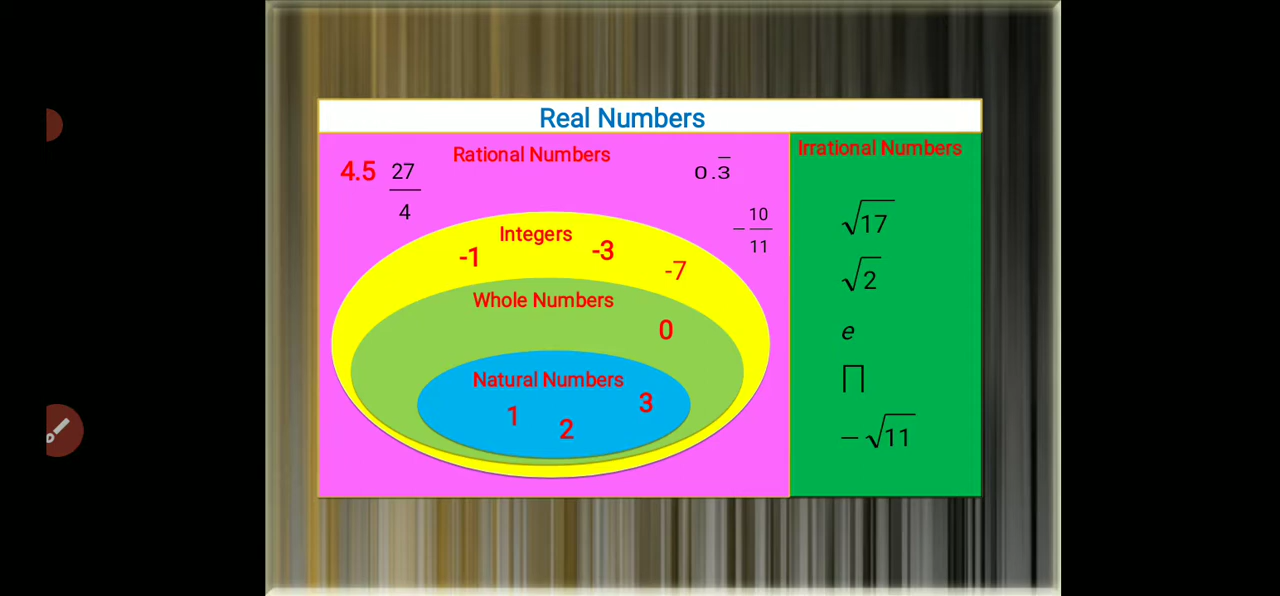 Real Numbers
Rational Numbers
4.5 27/4
0.3̅
-10/11
Integers
-1 -3 -7
Whole Numbers
0
Natural Numbers
1 2 3
Irrational Numbers
√17
√2
e
∏
-√11